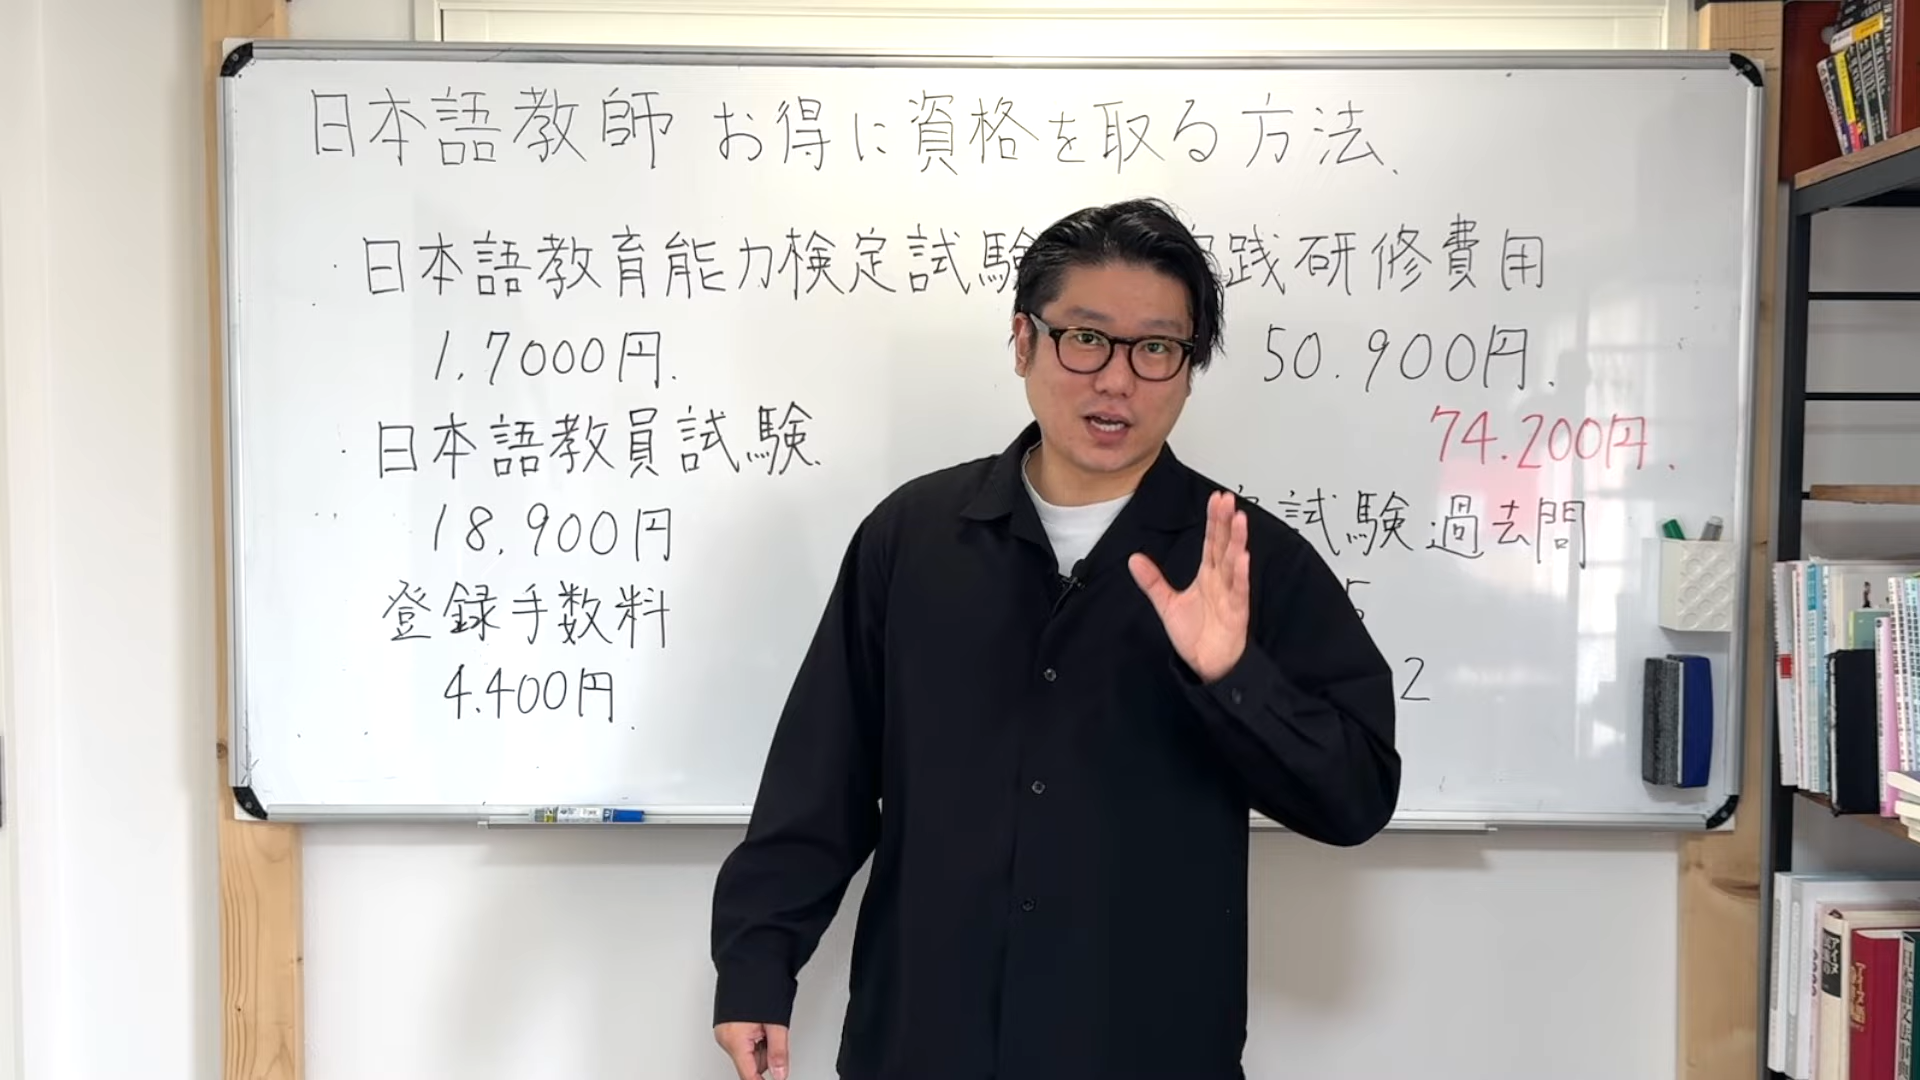 日本語教師 お得に資格を取る方法、
・日本語教育能力検定試験
1,7000円.
・日本語教員試験
18,900円
登録手数料
4,400円.
践研修費用
50.900円.
74.200円.
試験過去問
5
2